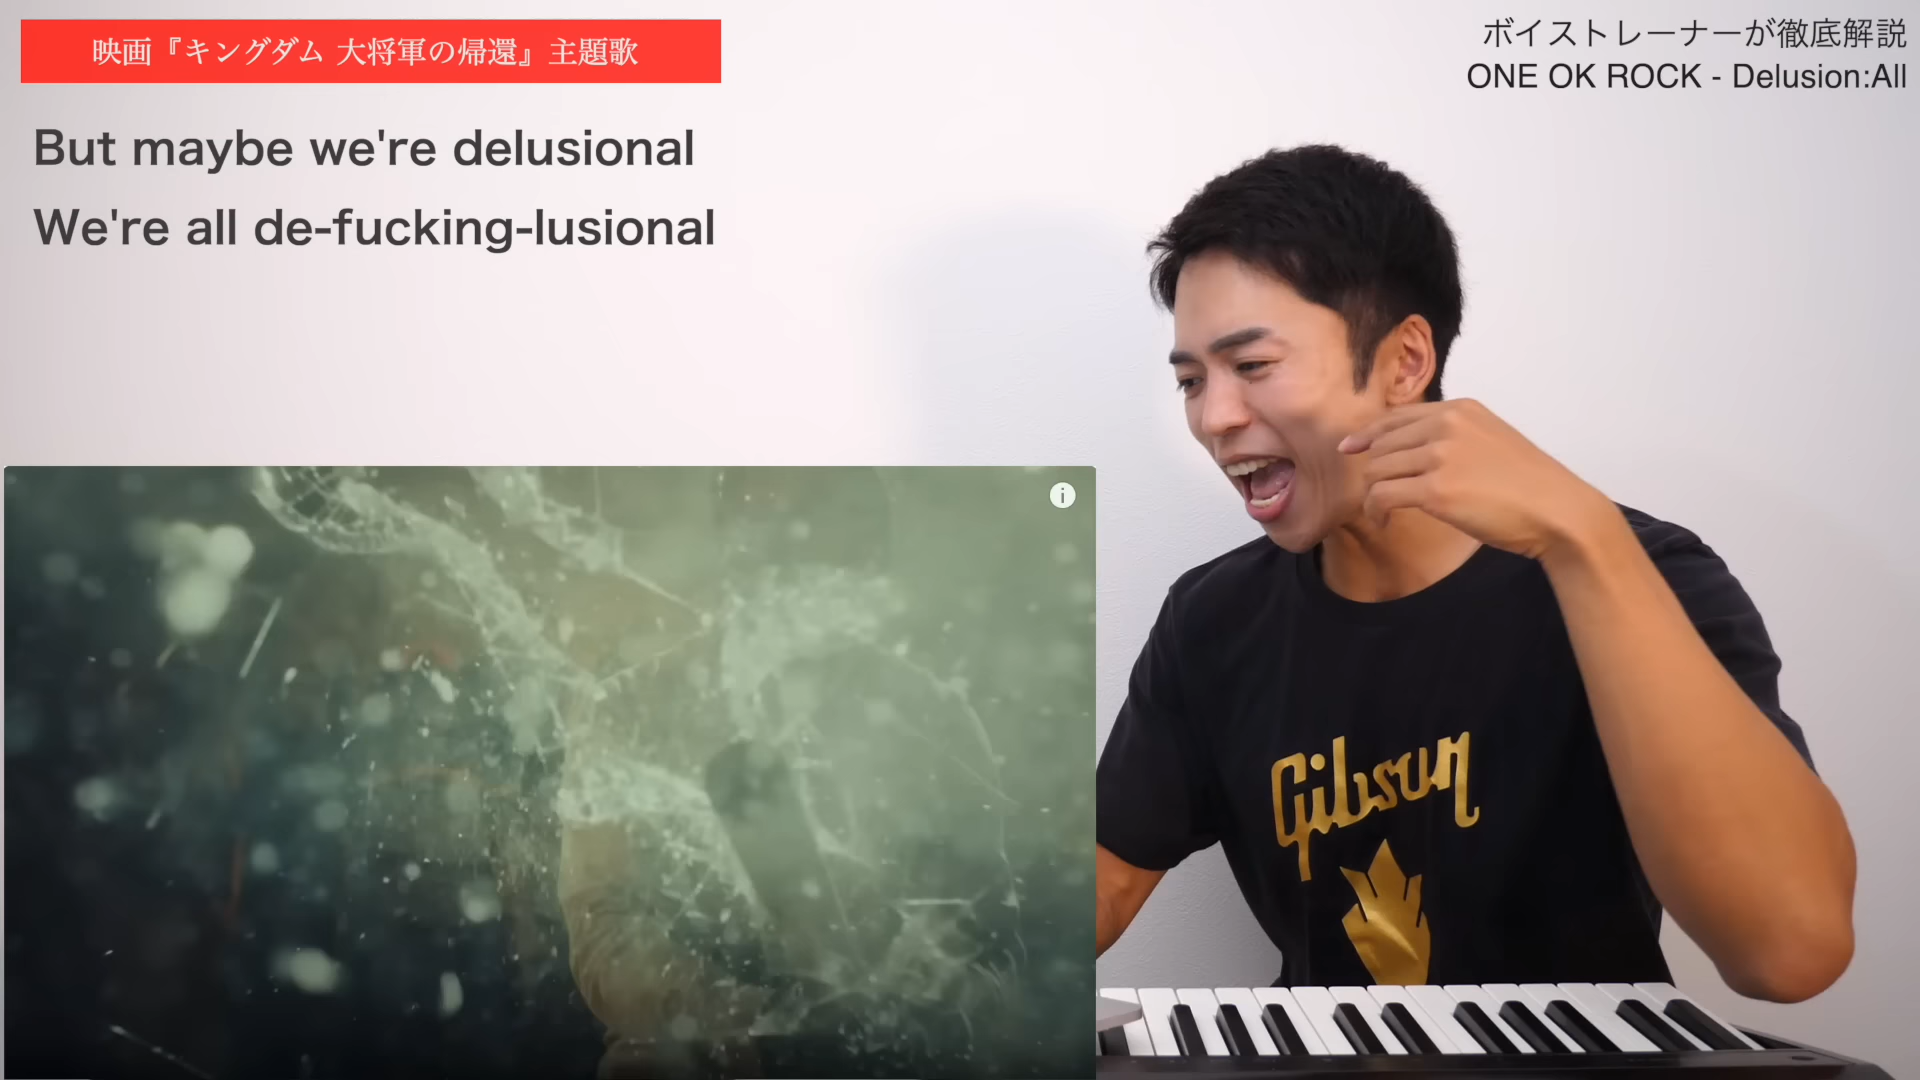 映画『キングダム 大将軍の帰還』主題歌
ボイストレーナーが徹底解説
ONE OK ROCK - Delusion:All
But maybe we're delusional
We're all de-fucking-lusional
i
Gibson